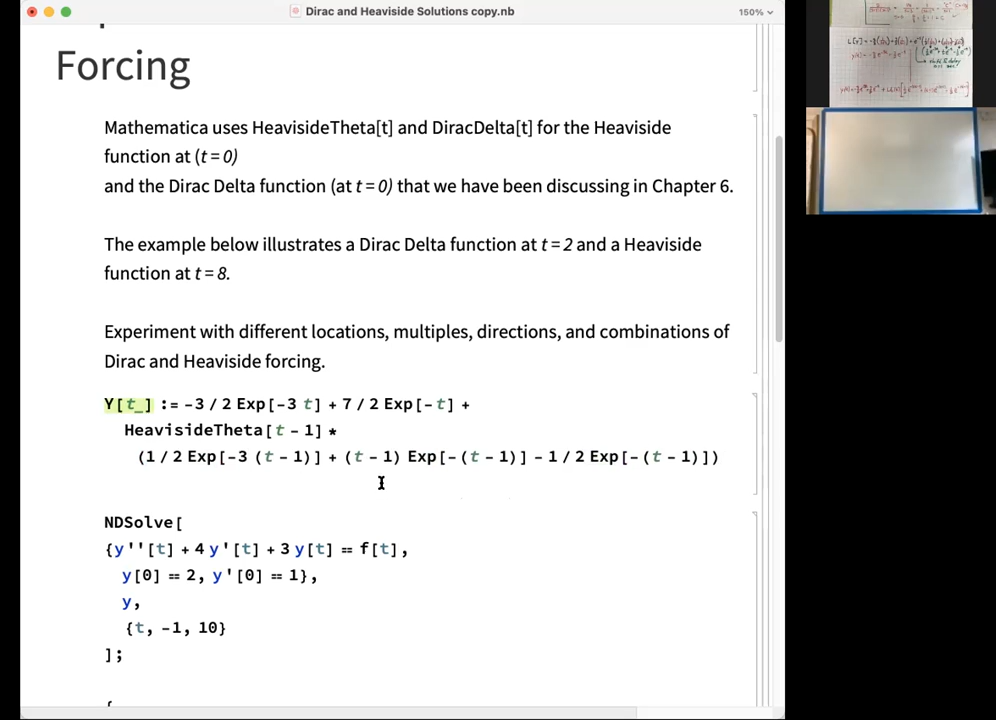 Dirac and Heaviside Solutions copy.nb
150%
Forcing
Mathematica uses HeavisideTheta[t] and DiracDelta[t] for the Heaviside
function at (t = 0)
and the Dirac Delta function (at t = 0) that we have been discussing in Chapter 6.
The example below illustrates a Dirac Delta function at t = 2 and a Heaviside
function at t = 8.
Experiment with different locations, multiples, directions, and combinations of
Dirac and Heaviside forcing.
Y[t_] := -3 / 2 Exp[-3 t] + 7 / 2 Exp[-t] +
HeavisideTheta[t - 1] *
(1 / 2 Exp[-3 (t - 1)] + (t - 1) Exp[-(t - 1)] - 1 / 2 Exp[-(t - 1)])
NDSolve[
{y''[t] + 4 y'[t] + 3 y[t] == f[t],
y[0] == 2, y'[0] == 1},
y,
{t, -1, 10}
];